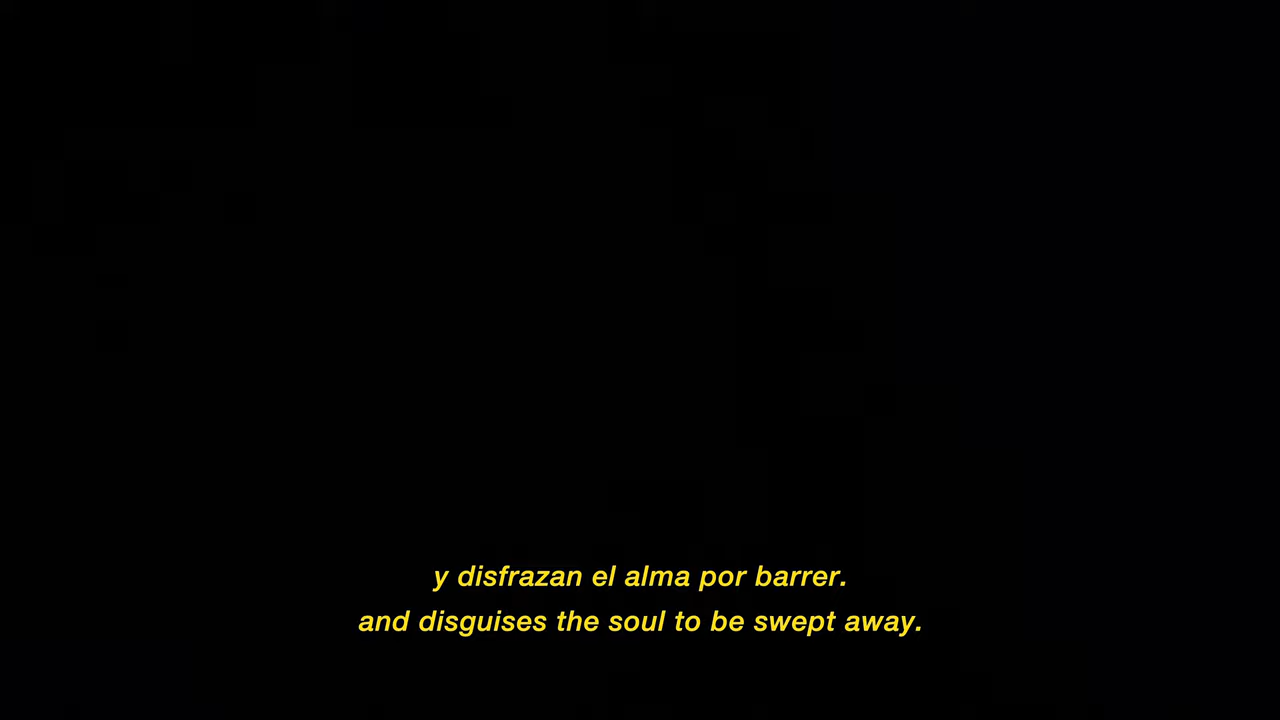 y disfrazan el alma por barrer.
and disguises the soul to be swept away.